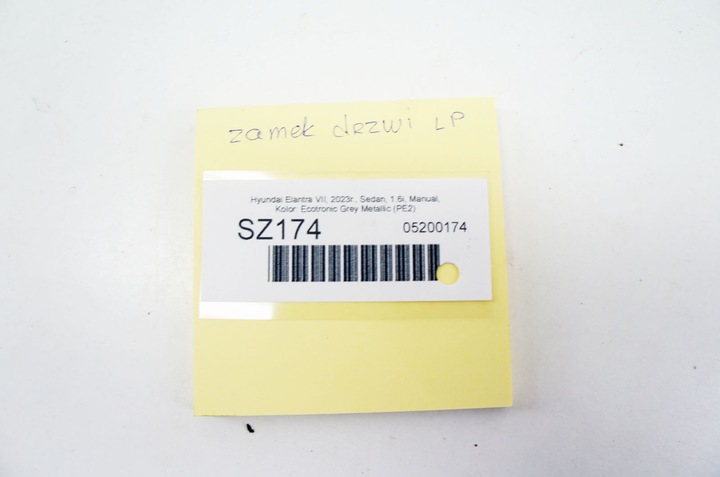 zamek drzwi LP
Hyundai Elantra VII, 2023r., Sedan, 1.6i, Manual,
Kolor: Ecotronic Grey Metallic (PE2)
SZ174 05200174